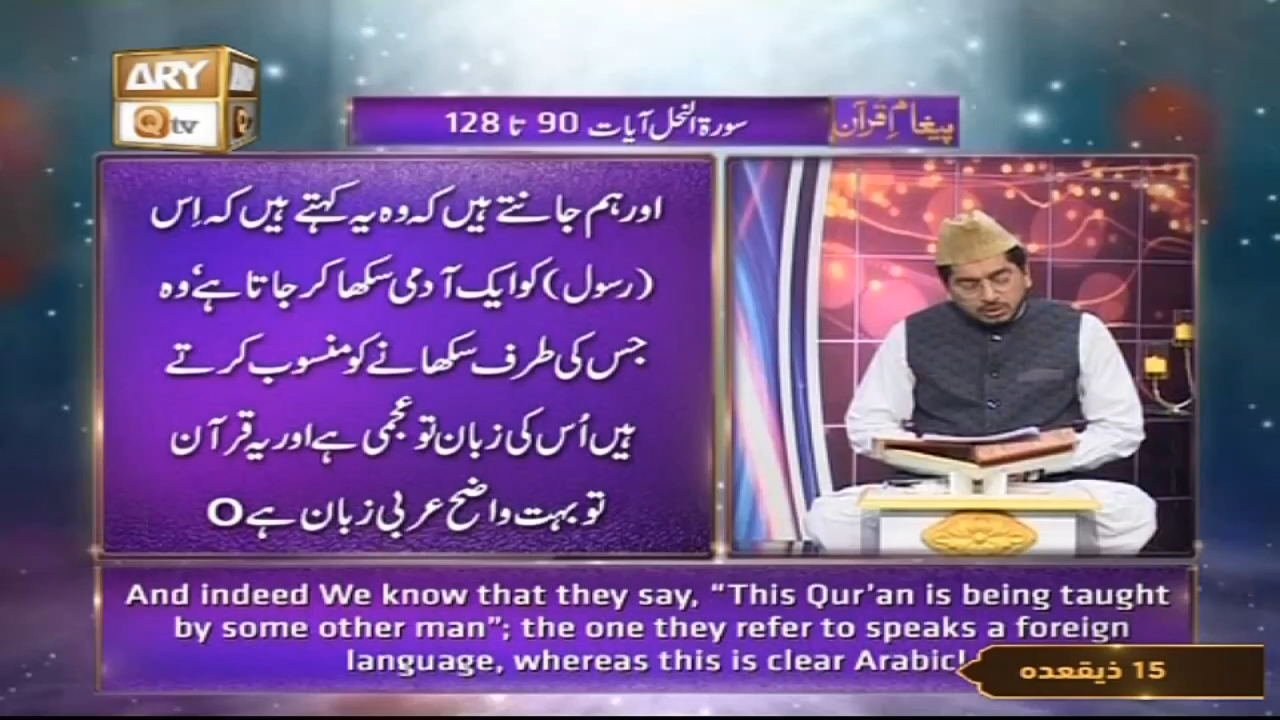 ARY
Qtv
پیغامِ قرآن
سورۃ النحل آیات 90 تا 128
اور ہم جانتے ہیں کہ وہ یہ کہتے ہیں کہ اِس
(رسول) کو ایک آدمی سکھا کر جاتا ہے' وہ
جس کی طرف سکھانے کو منسوب کرتے
ہیں اُس کی زبان تو عجمی ہے اور یہ قرآن
تو بہت واضح عربی زبان ہے O
And indeed We know that they say, “This Qur’an is being taught
by some other man”; the one they refer to speaks a foreign
language, whereas this is clear Arabic!
15 ذیقعدہ